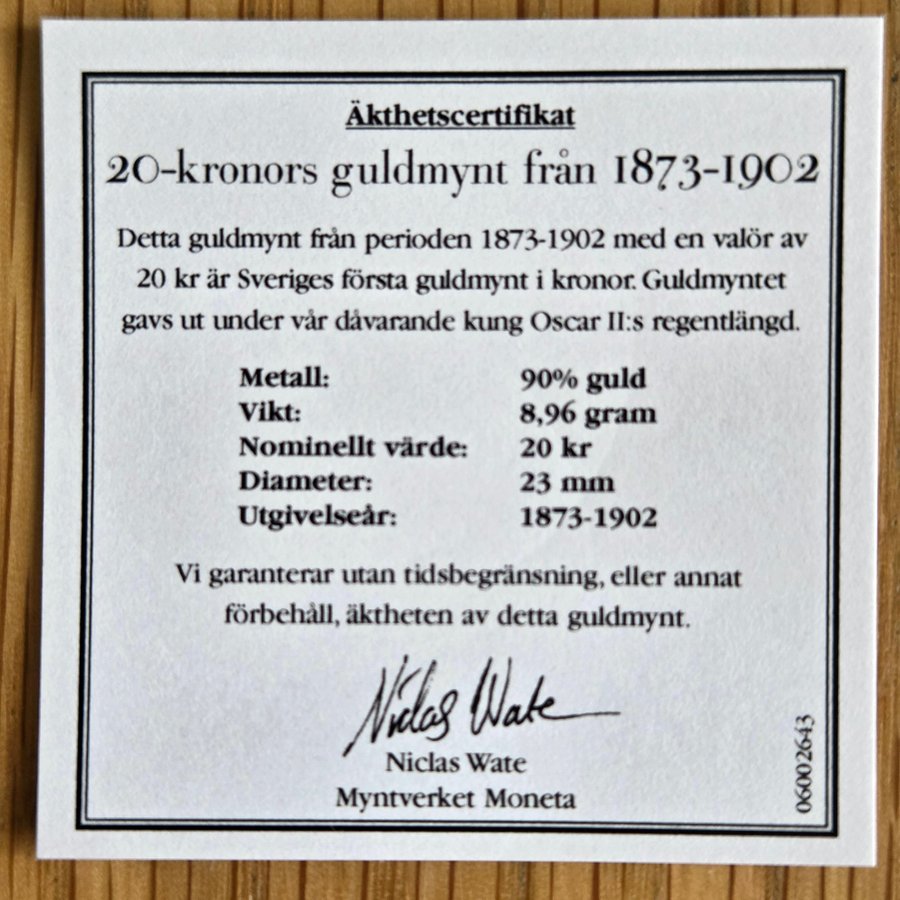 Äkthetscertifikat
20-kronors guldmynt från 1873-1902
Detta guldmynt från perioden 1873-1902 med en valör av
20 kr är Sveriges första guldmynt i kronor. Guldmyntet
gavs ut under vår dåvarande kung Oscar II:s regentlängd.
Metall: 90% guld
Vikt: 8,96 gram
Nominellt värde: 20 kr
Diameter: 23 mm
Utgivelseår: 1873-1902
Vi garanterar utan tidsbegränsning, eller annat
förbehåll, äktheten av detta guldmynt.
Niclas Wate
Niclas Wate
Myntverket Moneta
06002643